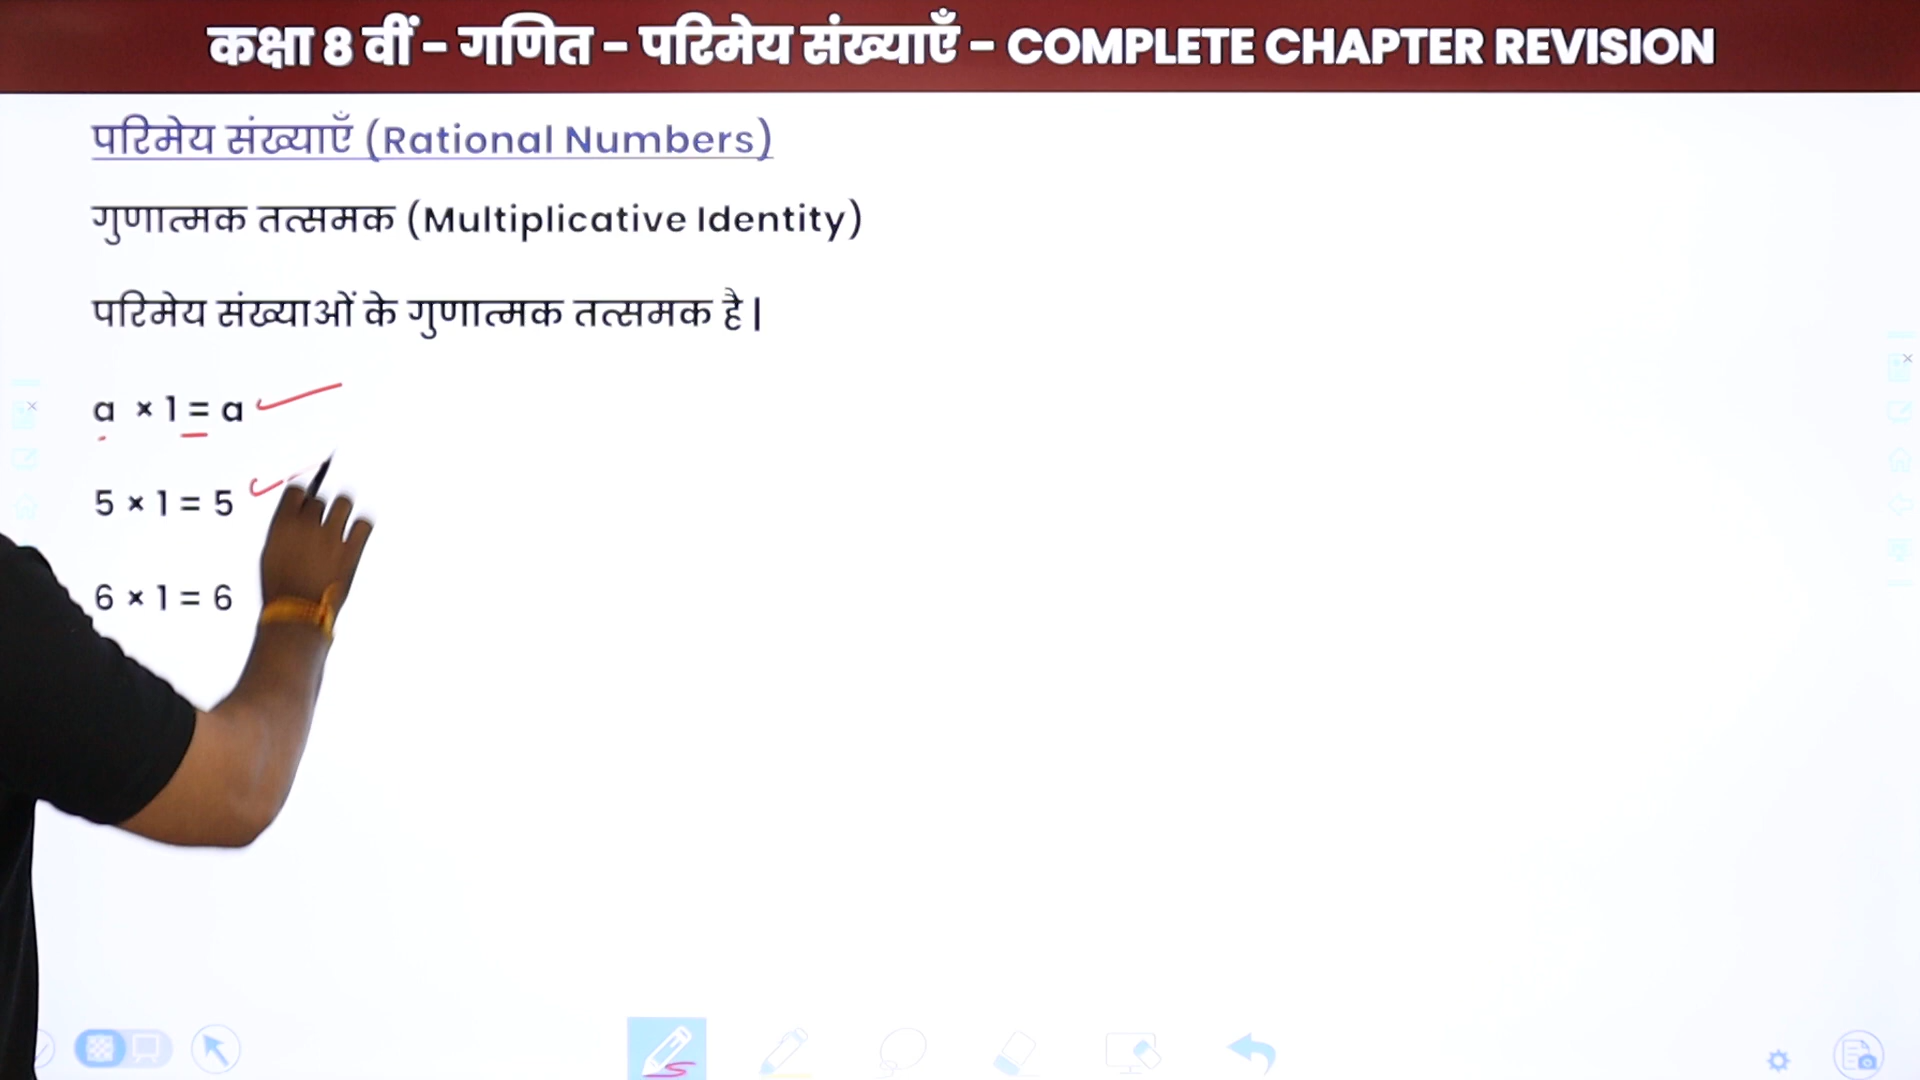 कक्षा 8 वीं - गणित - परिमेय संख्याएँ - COMPLETE CHAPTER REVISION
परिमेय संख्याएँ (Rational Numbers)
गुणात्मक तत्समक (Multiplicative Identity)
परिमेय संख्याओं के गुणात्मक तत्समक है |
a × 1 = a
5 × 1 = 5
6 × 1 = 6